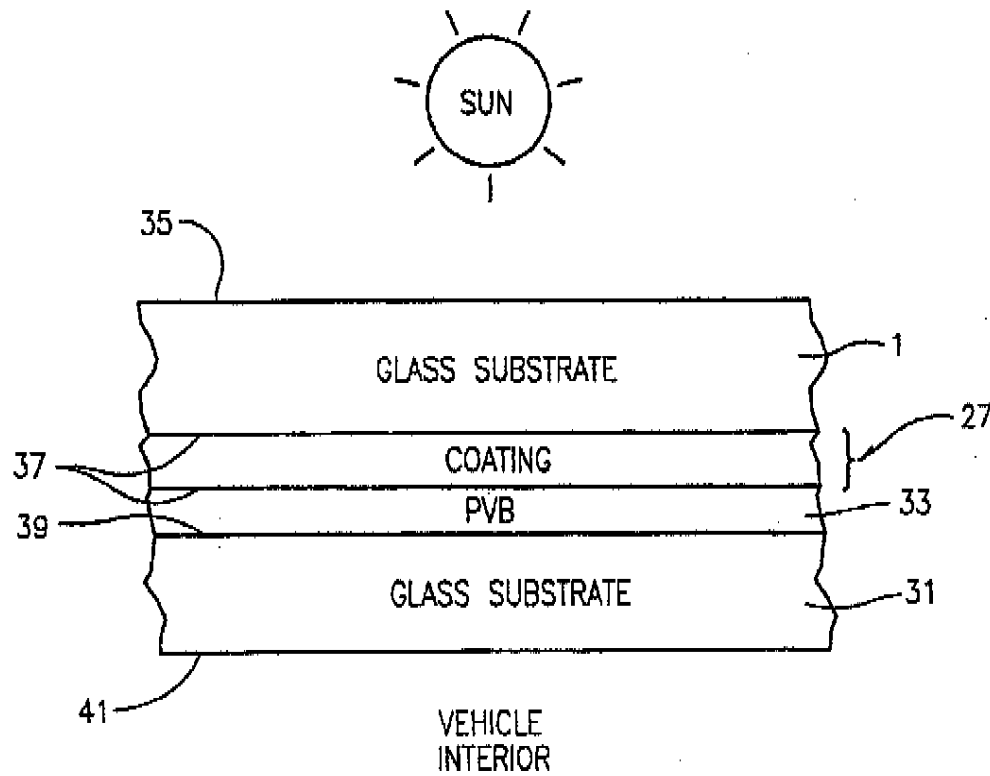 SUN
35
GLASS SUBSTRATE
1
27
37
COATING
PVB
33
39
GLASS SUBSTRATE
31
41
VEHICLE
INTERIOR